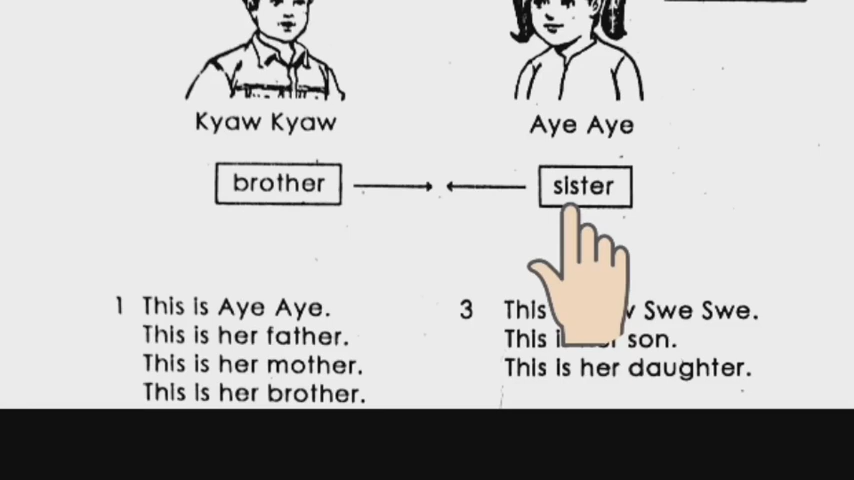 Kyaw Kyaw
Aye Aye
brother
sister
1 This is Aye Aye.
This is her father.
This is her mother.
This is her brother.
3 This Swe Swe.
This son.
This is her daughter.